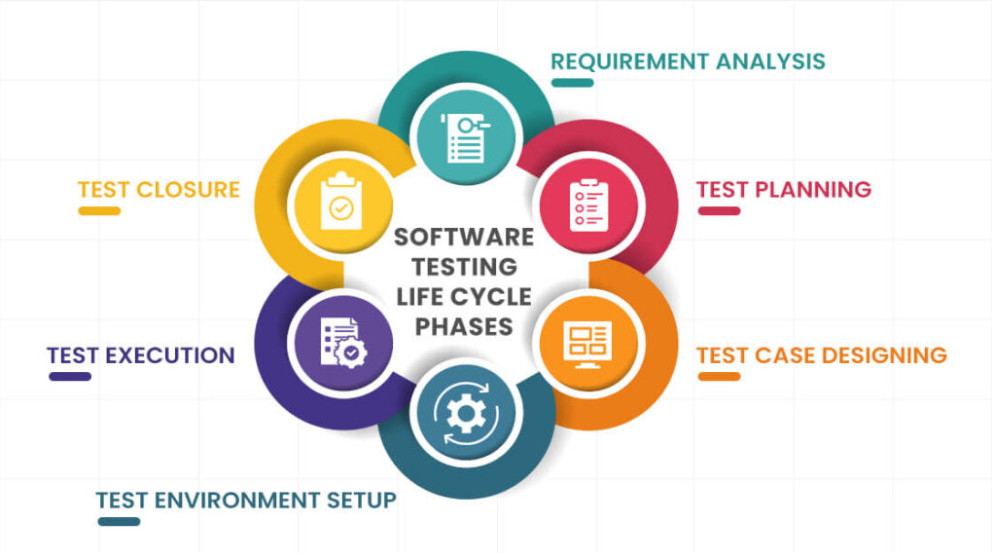 REQUIREMENT ANALYSIS
TEST PLANNING
TEST CASE DESIGNING
TEST ENVIRONMENT SETUP
TEST EXECUTION
TEST CLOSURE
SOFTWARE
TESTING
LIFE CYCLE
PHASES